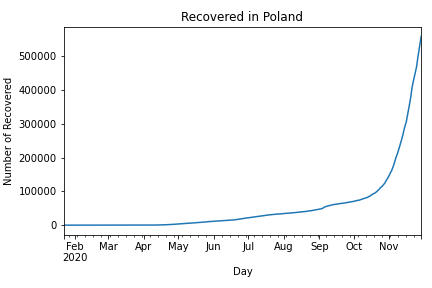 Recovered in Poland
Number of Recovered
500000
400000
300000
200000
100000
0
Feb Mar Apr May Jun Jul Aug Sep Oct Nov
2020
Day